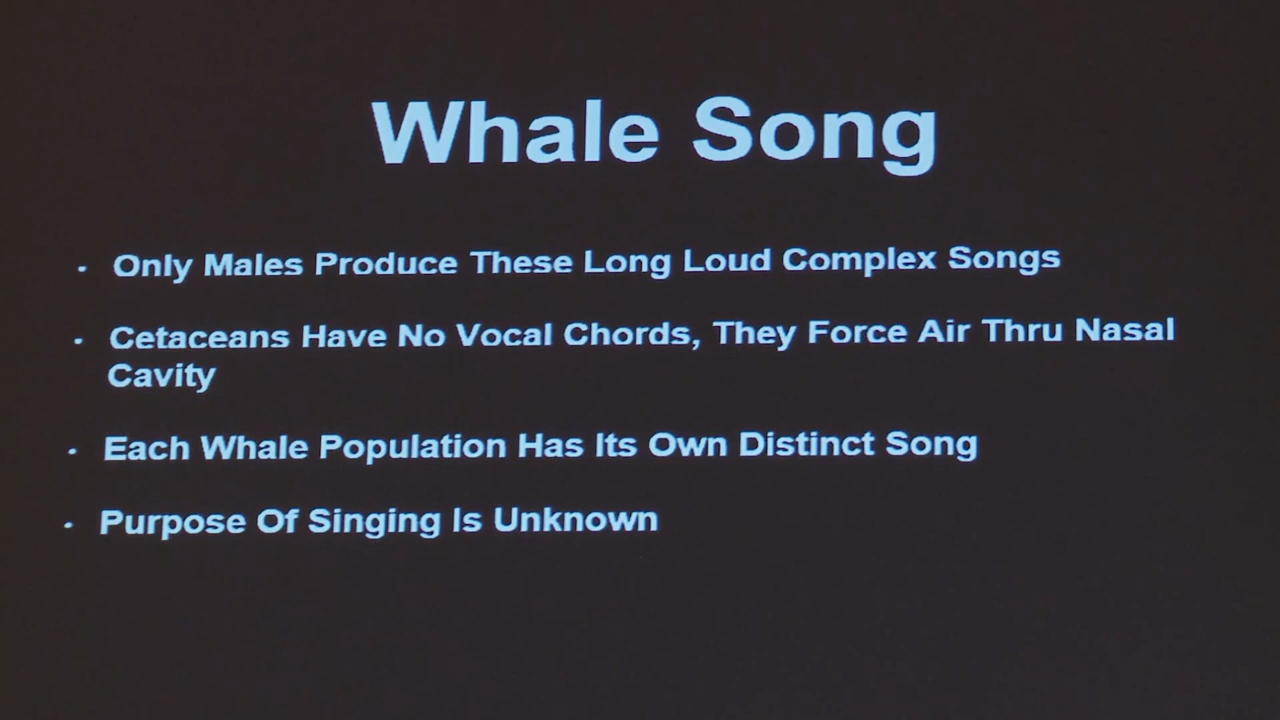 Whale Song
• Only Males Produce These Long Loud Complex Songs
• Cetaceans Have No Vocal Chords, They Force Air Thru Nasal
Cavity
• Each Whale Population Has Its Own Distinct Song
• Purpose Of Singing Is Unknown